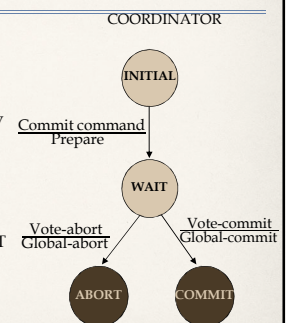 COORDINATOR
INITIAL
Commit command
Prepare
WAIT
Vote-abort
Global-abort
Vote-commit
Global-commit
ABORT
COMMIT